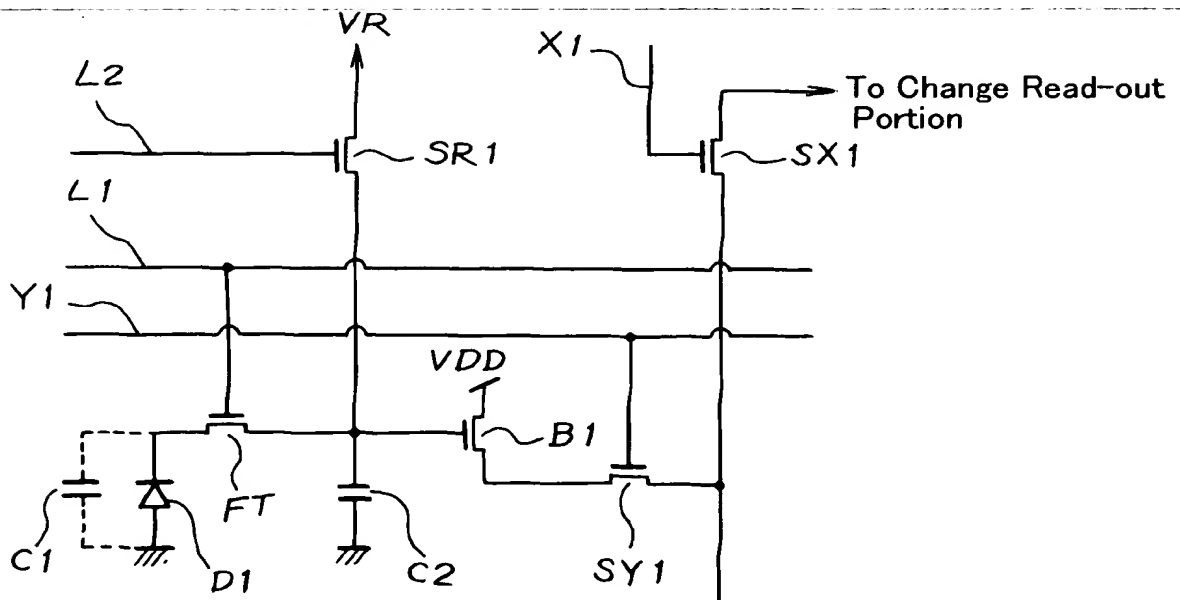 VR
X1
L2
To Change Read-out
Portion
SR1
SX1
L1
Y1
VDD
B1
FT
C1
D1
C2
SY1